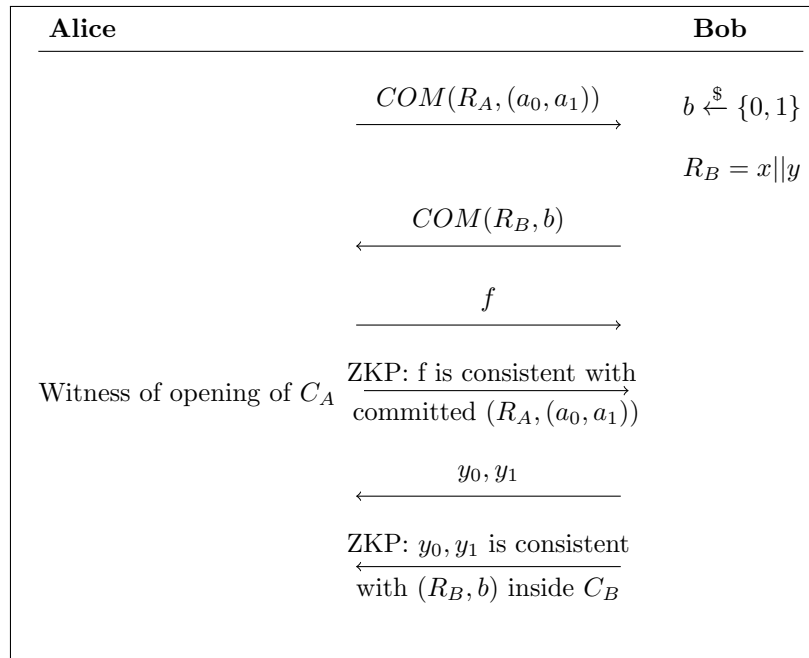 Alice Bob
COM(R_A, (a_0, a_1))
b \xleftarrow{\$} {0, 1}
R_B = x||y
COM(R_B, b)
f
ZKP: f is consistent with
Witness of opening of C_A
committed (R_A, (a_0, a_1))
y_0, y_1
ZKP: y_0, y_1 is consistent
with (R_B, b) inside C_B